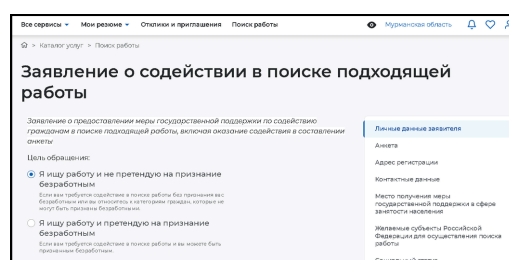 Все сервисы Мои резюме Отклики и приглашения Поиск работы Мурманская область
> Каталог услуг > Поиск работы
Заявление о содействии в поиске подходящей
работы
Заявление о предоставлении меры государственной поддержки по содействию
гражданам в поиске подходящей работы, включая оказание содействия в составлении
анкеты
Цель обращения:
Я ищу работу и не претендую на признание
безработным
Если вам требуется содействие в поиске работы без признания вас
безработным или вы относитесь к категориям граждан, которые не
могут быть признаны безработными.
Я ищу работу и претендую на признание
безработным
Если вам требуется содействие в поиске работы и вы можете быть
признанным безработным.
Личные данные заявителя
Анкета
Адрес регистрации
Контактные данные
Место получения меры
государственной поддержки в сфере
занятости населения
Желаемые субъекты Российской
Федерации для осуществления поиска
работы
Социальный статус